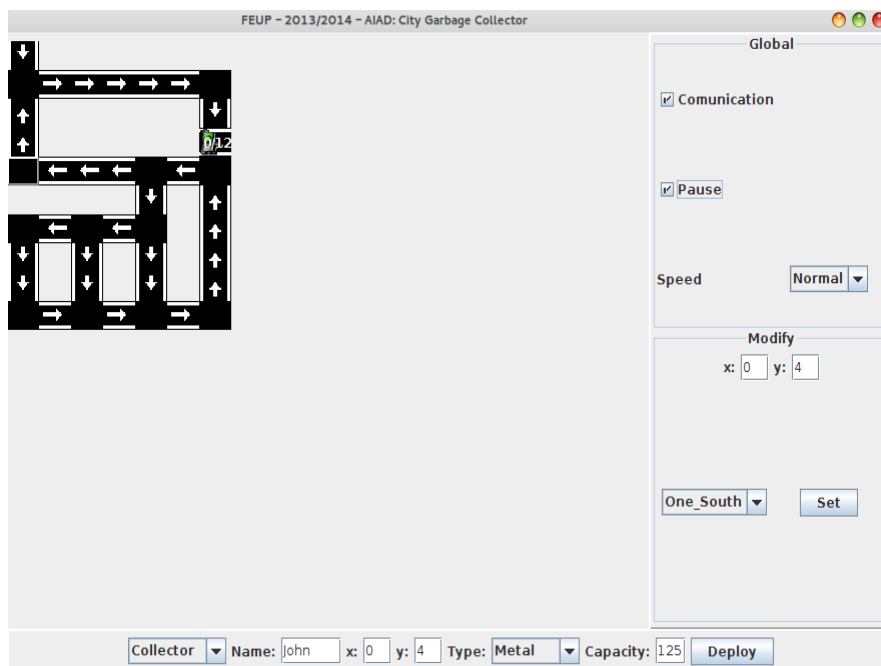 FEUP - 2013/2014 - AIAD: City Garbage Collector
Global
Comunication
0/12
Pause
Speed Normal
Modify
x: 0 y: 4
One_South Set
Collector Name: John x: 0 y: 4 Type: Metal Capacity: 125 Deploy